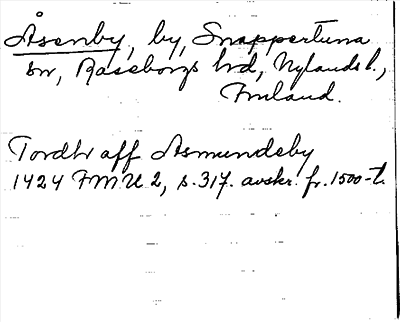 Åsenby, by, Snappertuna
sn, Raseborgs hd, Nylands l.,
Finland.
Tordh aff Asmundeby
1424 FMU 2, s. 317. avskr. fr. 1500-t.